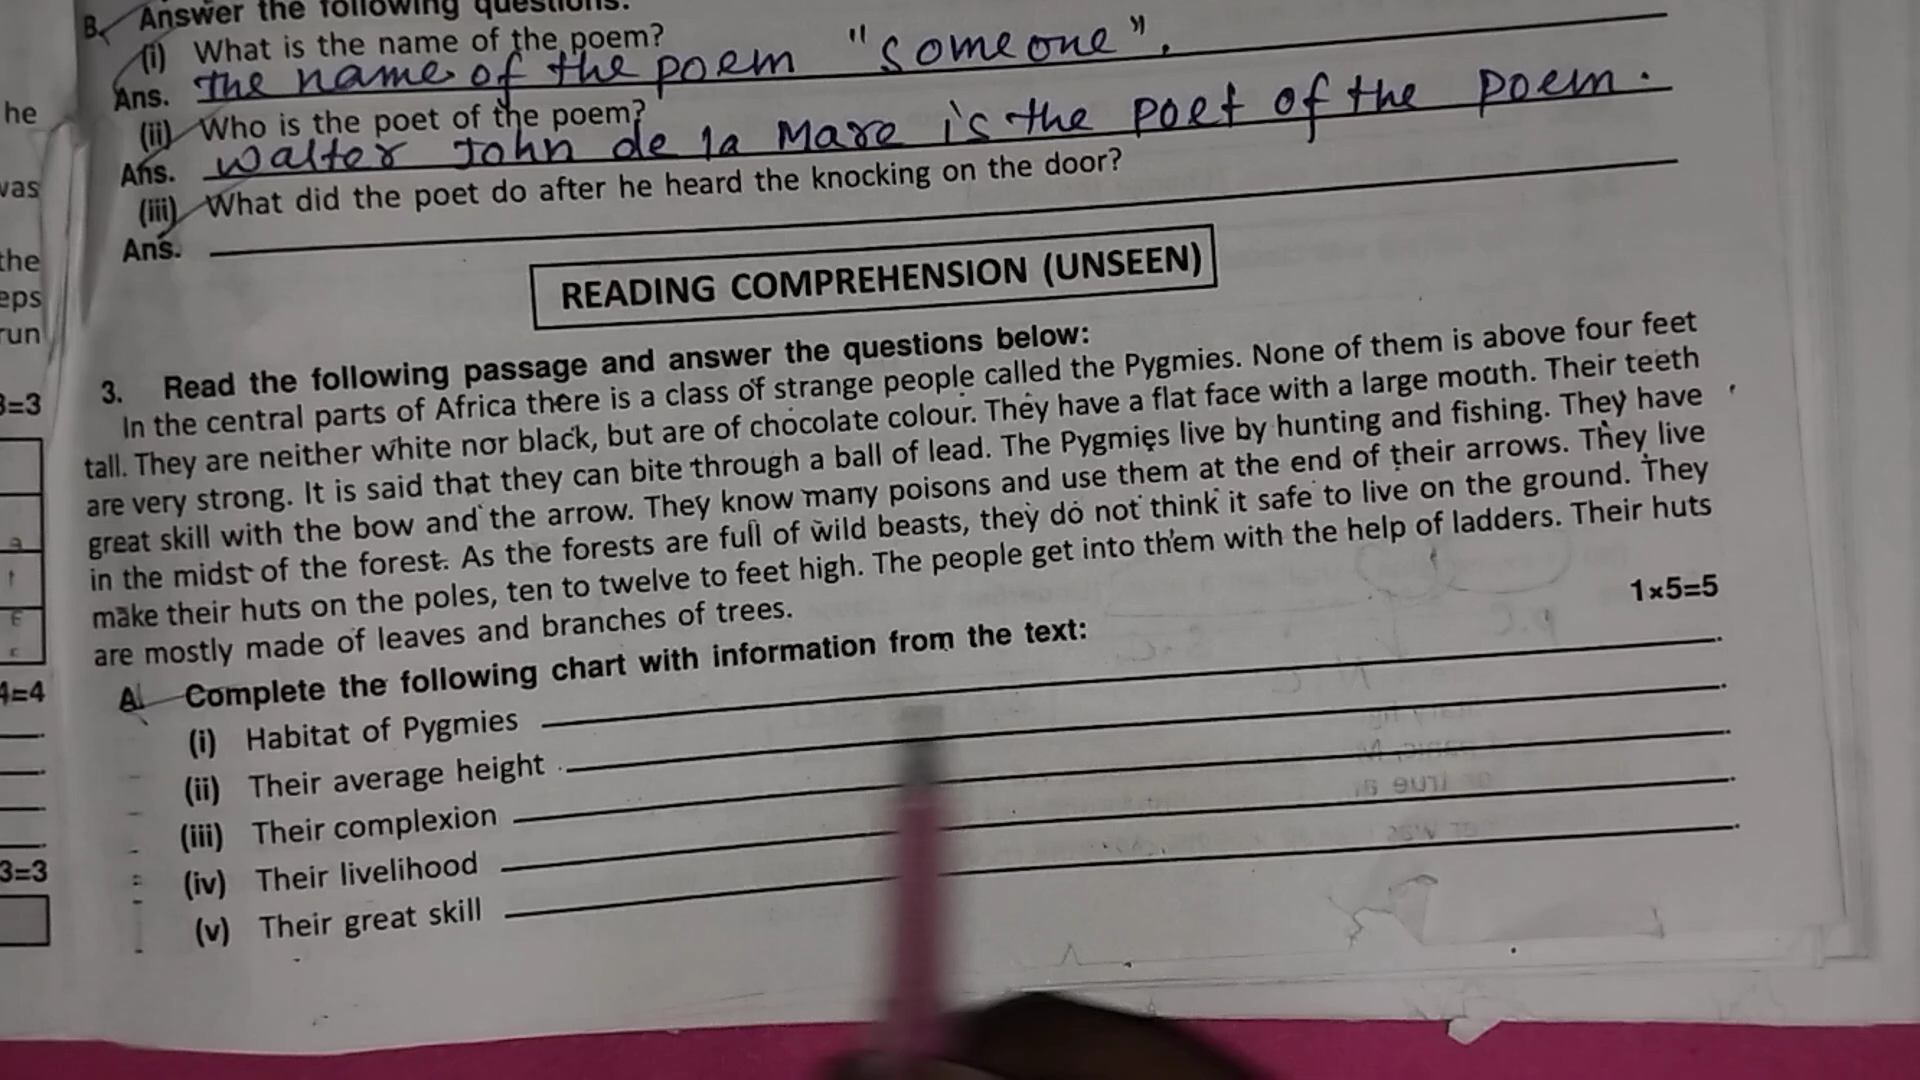 B. Answer the following questions:
(i) What is the name of the poem?
Ans. The name of the poem "someone".
(ii) Who is the poet of the poem?
Ans. Walter John de la Mare is the poet of the poem.
(iii) What did the poet do after he heard the knocking on the door?
Ans.
READING COMPREHENSION (UNSEEN)
3. Read the following passage and answer the questions below:
In the central parts of Africa there is a class of strange people called the Pygmies. None of them is above four feet
tall. They are neither white nor black, but are of chocolate colour. They have a flat face with a large mouth. Their teeth
are very strong. It is said that they can bite through a ball of lead. The Pygmies live by hunting and fishing. They have
great skill with the bow and the arrow. They know many poisons and use them at the end of their arrows. They live
in the midst of the forest. As the forests are full of wild beasts, they do not think it safe to live on the ground. They
make their huts on the poles, ten to twelve to feet high. The people get into them with the help of ladders. Their huts
are mostly made of leaves and branches of trees.
A. Complete the following chart with information from the text: 1×5=5
(i) Habitat of Pygmies
(ii) Their average height
(iii) Their complexion
(iv) Their livelihood
(v) Their great skill
he
was
the
eps
run
3=3
4=4
3=3